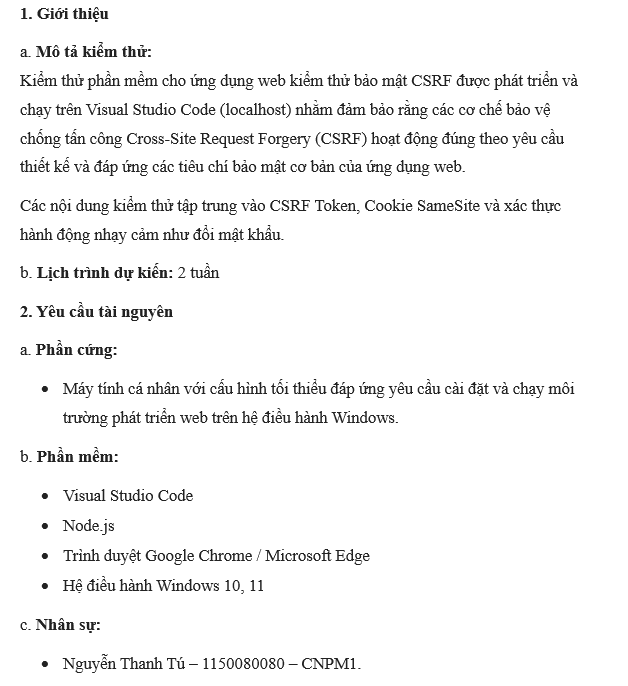 1. Giới thiệu
a. Mô tả kiểm thử:
Kiểm thử phần mềm cho ứng dụng web kiểm thử bảo mật CSRF được phát triển và
chạy trên Visual Studio Code (localhost) nhằm đảm bảo rằng các cơ chế bảo vệ
chống tấn công Cross-Site Request Forgery (CSRF) hoạt động đúng theo yêu cầu
thiết kế và đáp ứng các tiêu chí bảo mật cơ bản của ứng dụng web.
Các nội dung kiểm thử tập trung vào CSRF Token, Cookie SameSite và xác thực
hành động nhạy cảm như đổi mật khẩu.
b. Lịch trình dự kiến: 2 tuần
2. Yêu cầu tài nguyên
a. Phần cứng:
• Máy tính cá nhân với cấu hình tối thiểu đáp ứng yêu cầu cài đặt và chạy môi
trường phát triển web trên hệ điều hành Windows.
b. Phần mềm:
• Visual Studio Code
• Node.js
• Trình duyệt Google Chrome / Microsoft Edge
• Hệ điều hành Windows 10, 11
c. Nhân sự:
• Nguyễn Thanh Tú – 1150080080 – CNPM1.